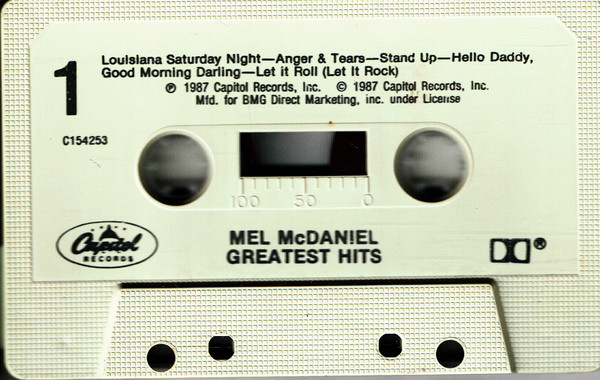 1
Louisiana Saturday Night—Anger & Tears—Stand Up—Hello Daddy,
Good Morning Darling—Let it Roll (Let It Rock)
℗ 1987 Capitol Records, Inc. © 1987 Capitol Records, Inc.
Mfd. for BMG Direct Marketing, inc. under License
C154253
100 50 0
Capitol
RECORDS
MEL McDANIEL
GREATEST HITS
®